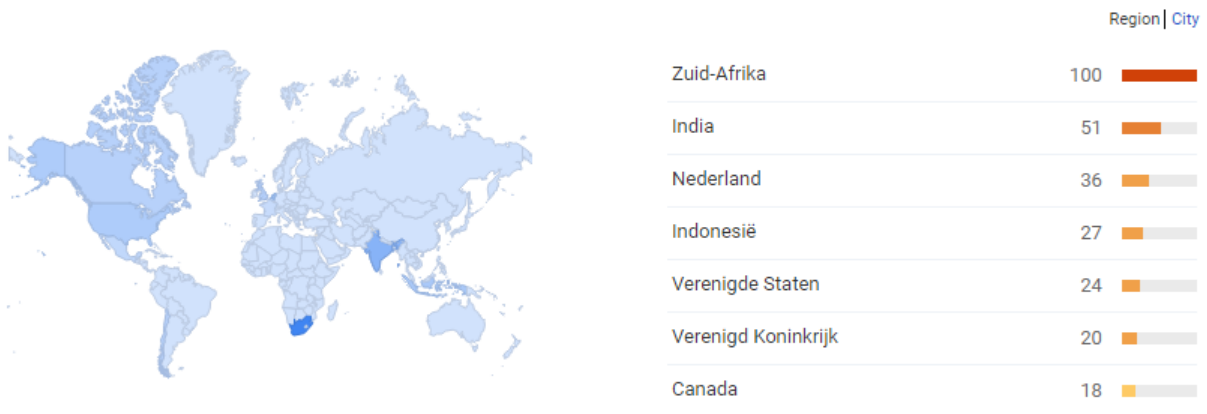 Region | City
Zuid-Afrika 100
India 51
Nederland 36
Indonesië 27
Verenigde Staten 24
Verenigd Koninkrijk 20
Canada 18